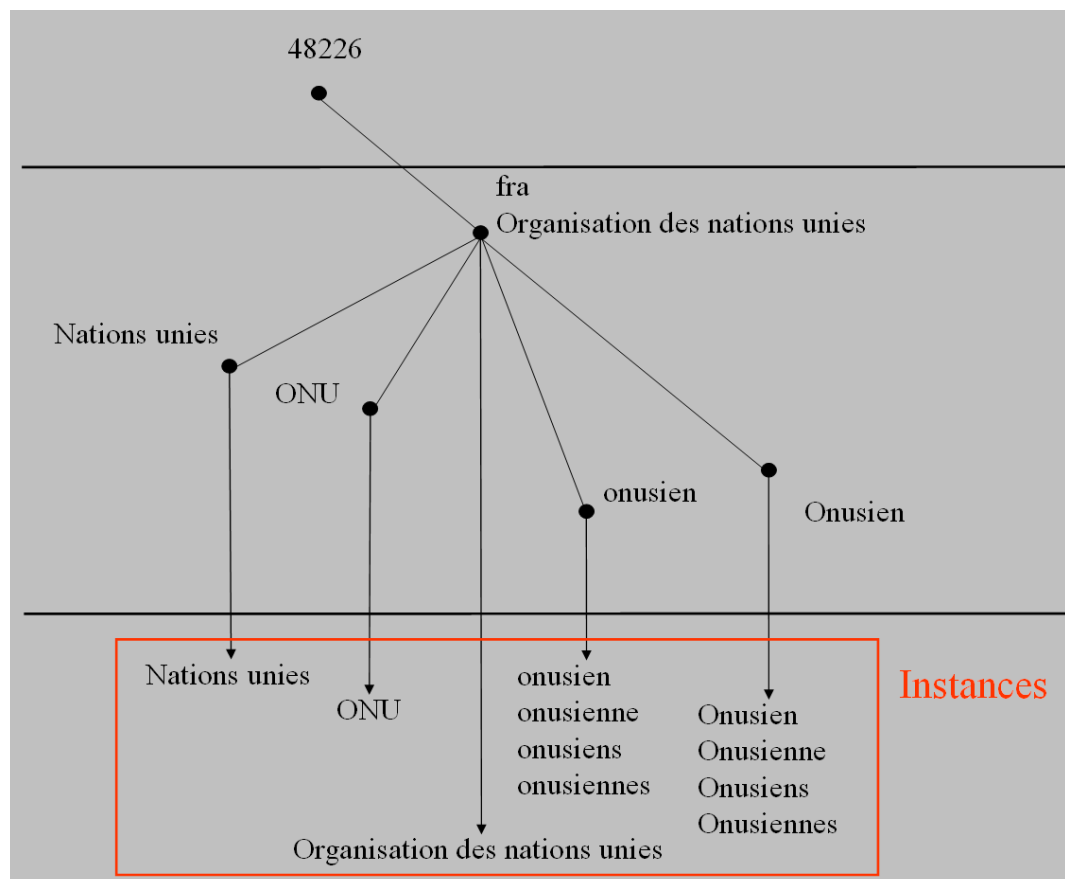 48226
fra
Organisation des nations unies
Nations unies
ONU
onusien
Onusien
Nations unies
ONU
onusien
onusienne
onusiens
onusiennes
Onusien
Onusienne
Onusiens
Onusiennes
Organisation des nations unies
Instances